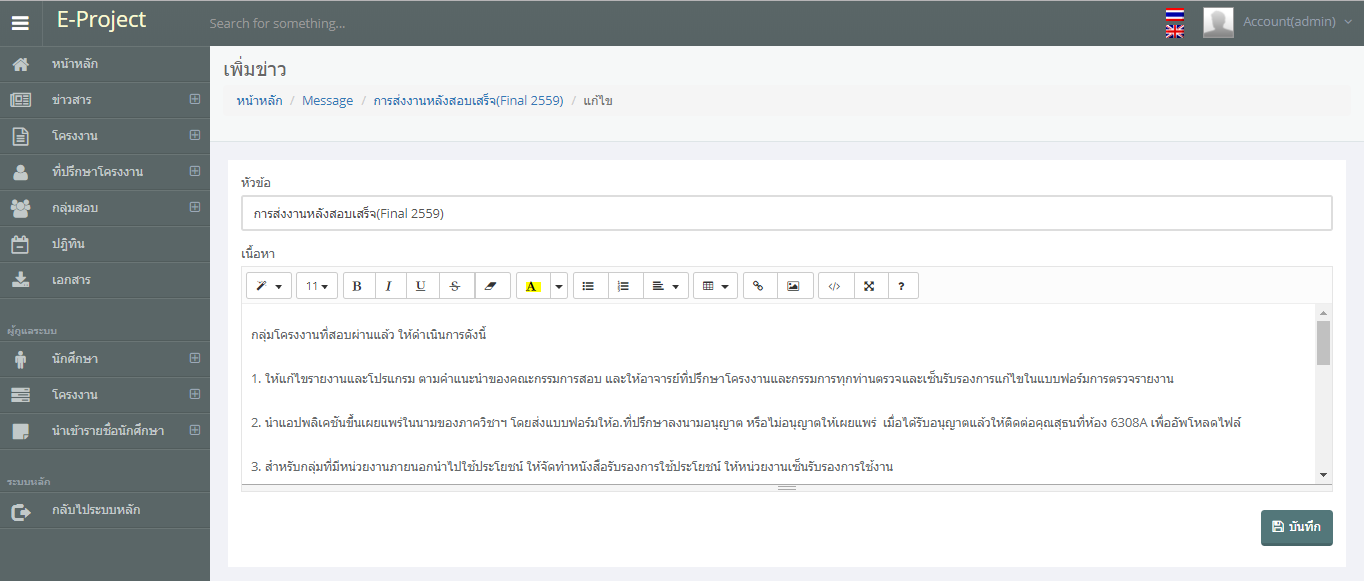 E-Project
Search for something...
Account(admin)
หน้าหลัก
ข่าวสาร
โครงงาน
ที่ปรึกษาโครงงาน
กลุ่มสอบ
ปฏิทิน
เอกสาร
ผู้ดูแลระบบ
นักศึกษา
โครงงาน
นำเข้ารายชื่อนักศึกษา
ระบบหลัก
กลับไประบบหลัก
เพิ่มข่าว
หน้าหลัก / Message / การส่งงานหลังสอบเสร็จ(Final 2559) / แก้ไข
หัวข้อ
การส่งงานหลังสอบเสร็จ(Final 2559)
เนื้อหา
11 B I U S A </> ?
กลุ่มโครงงานที่สอบผ่านแล้ว ให้ดำเนินการดังนี้
1. ให้แก้ไขรายงานและโปรแกรม ตามคำแนะนำของคณะกรรมการสอบ และให้อาจารย์ที่ปรึกษาโครงงานและกรรมการทุกท่านตรวจและเซ็นรับรองการแก้ไขในแบบฟอร์มการตรวจรายงาน
2. นำแอปพลิเคชันขึ้นเผยแพร่ในนามของภาควิชาฯ โดยส่งแบบฟอร์มให้อ.ที่ปรึกษาลงนามอนุญาต หรือไม่อนุญาตให้เผยแพร่ เมื่อได้รับอนุญาตแล้วให้ติดต่อคุณสุธนที่ห้อง 6308A เพื่ออัพโหลดไฟล์
3. สำหรับกลุ่มที่มีหน่วยงานภายนอกนำไปใช้ประโยชน์ ให้จัดทำหนังสือรับรองการใช้ประโยชน์ ให้หน่วยงานเซ็นรับรองการใช้งาน
บันทึก